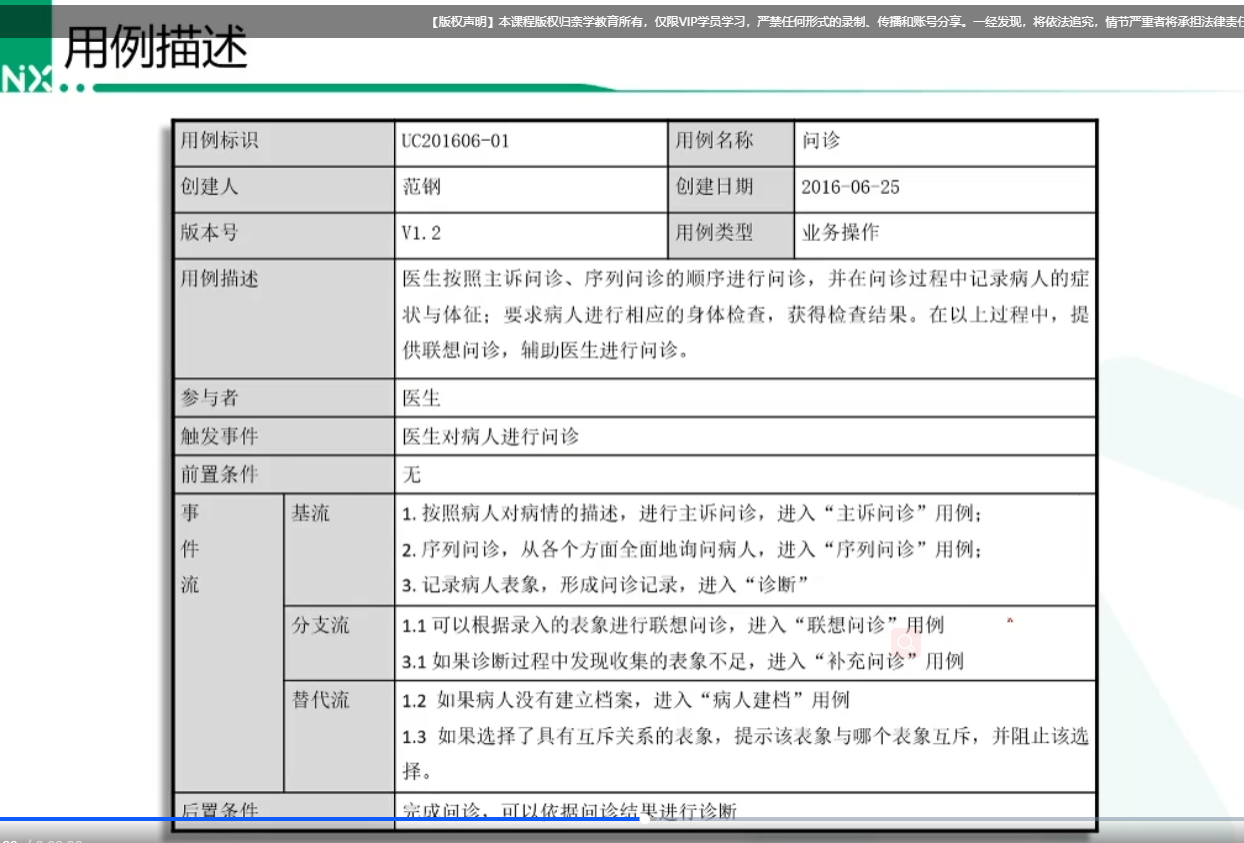 【版权声明】本课程版权归奈学教育所有，仅限VIP学员学习，严禁任何形式的录制、传播和账号分享。一经发现，将依法追究，情节严重者将承担法律责任
用例描述
NX
用例标识 UC201606-01 用例名称 问诊
创建人 范钢 创建日期 2016-06-25
版本号 V1.2 用例类型 业务操作
用例描述 医生按照主诉问诊、序列问诊的顺序进行问诊，并在问诊过程中记录病人的症
状与体征；要求病人进行相应的身体检查，获得检查结果。在以上过程中，提
供联想问诊，辅助医生进行问诊。
参与者 医生
触发事件 医生对病人进行问诊
前置条件 无
事 基流 1. 按照病人对病情的描述，进行主诉问诊，进入“主诉问诊”用例；
件 2. 序列问诊，从各个方面全面地询问病人，进入“序列问诊”用例；
流 3. 记录病人表象，形成问诊记录，进入“诊断”
分支流 1.1 可以根据录入的表象进行联想问诊，进入“联想问诊”用例
3.1 如果诊断过程中发现收集的表象不足，进入“补充问诊”用例
替代流 1.2 如果病人没有建立档案，进入“病人建档”用例
1.3 如果选择了具有互斥关系的表象，提示该表象与哪个表象互斥，并阻止该选
择。
后置条件 完成问诊，可以依据问诊结果进行诊断